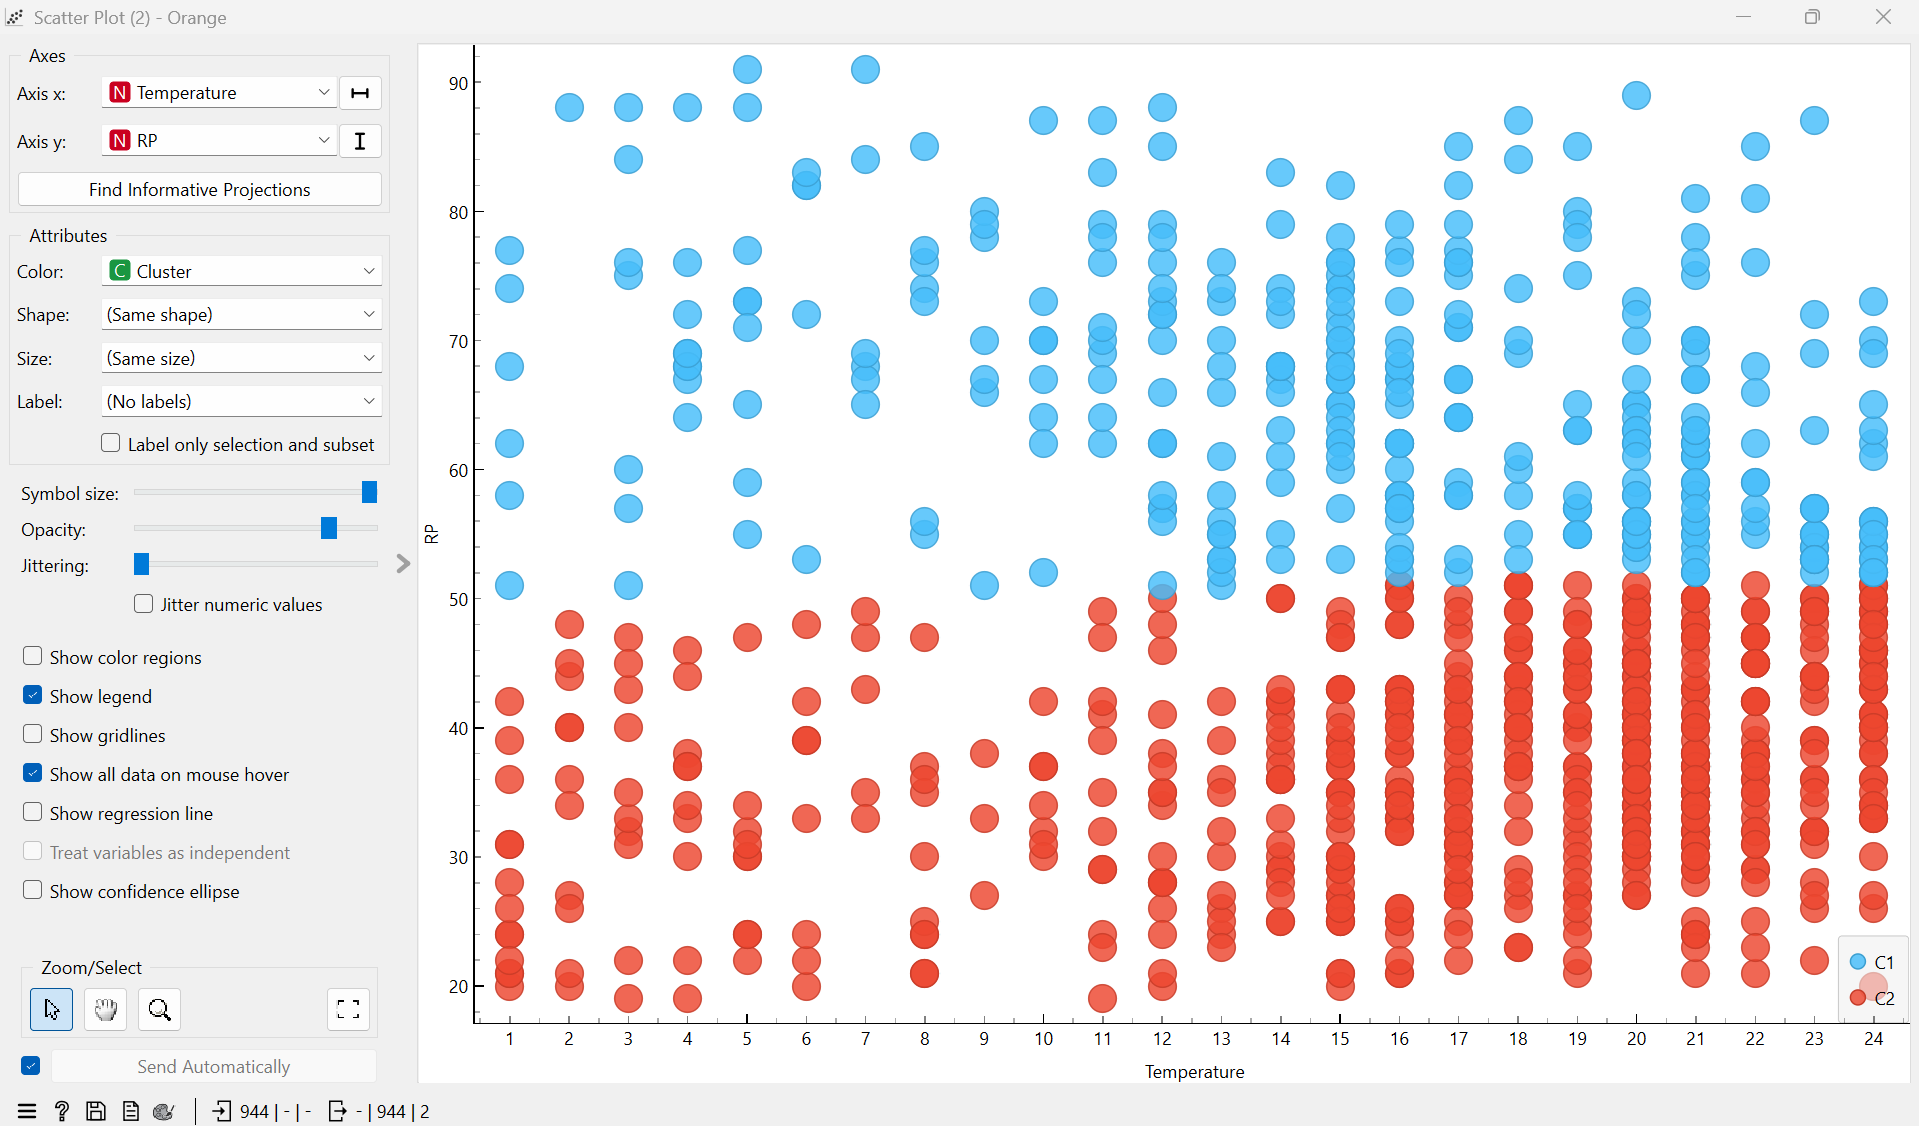 Scatter Plot (2) - Orange
Axes
Axis x: N Temperature
Axis y: N RP
Find Informative Projections
Attributes
Color: C Cluster
Shape: (Same shape)
Size: (Same size)
Label: (No labels)
Label only selection and subset
Symbol size:
Opacity:
Jittering:
Jitter numeric values
Show color regions
Show legend
Show gridlines
Show all data on mouse hover
Show regression line
Treat variables as independent
Show confidence ellipse
Zoom/Select
Send Automatically
944 | - | - - | 944 | 2
90
80
70
60
50
40
30
20
RP
1 2 3 4 5 6 7 8 9 10 11 12 13 14 15 16 17 18 19 20 21 22 23 24
Temperature
C1
C2